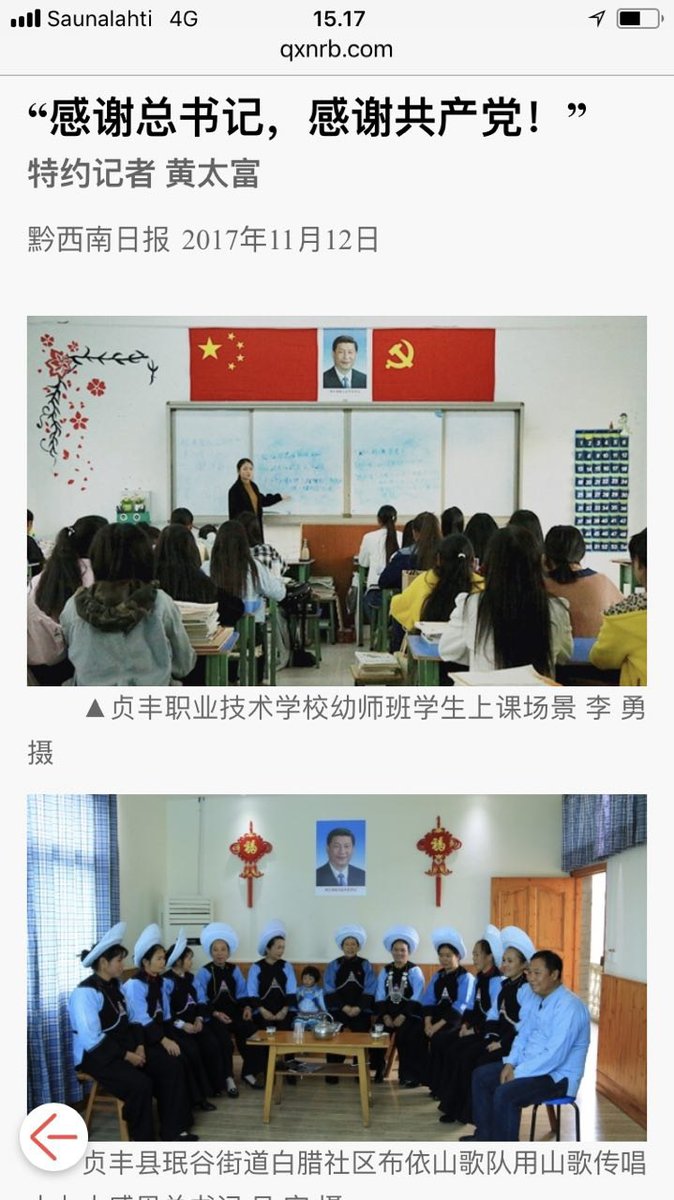 Saunalahti 4G 15.17
qxnrb.com
“感谢总书记，感谢共产党！”
特约记者 黄太富
黔西南日报 2017年11月12日
▲贞丰职业技术学校幼师班学生上课场景 李 勇
摄
福 福
贞丰县珉谷街道白腊社区布依山歌队用山歌传唱